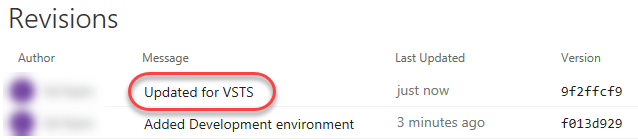 Revisions
Author Message Last Updated Version
Updated for VSTS just now 9f2ffcf9
Added Development environment 3 minutes ago f013d929